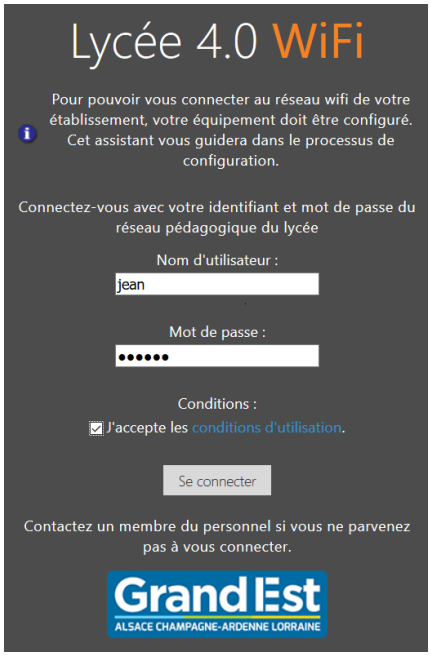 Lycée 4.0 WiFi
Pour pouvoir vous connecter au réseau wifi de votre
établissement, votre équipement doit être configuré.
Cet assistant vous guidera dans le processus de
configuration.
Connectez-vous avec votre identifiant et mot de passe du
réseau pédagogique du lycée
Nom d'utilisateur :
jean
Mot de passe :
••••••
Conditions :
J'accepte les conditions d'utilisation.
Se connecter
Contactez un membre du personnel si vous ne parvenez
pas à vous connecter.
Grand Est
ALSACE CHAMPAGNE-ARDENNE LORRAINE